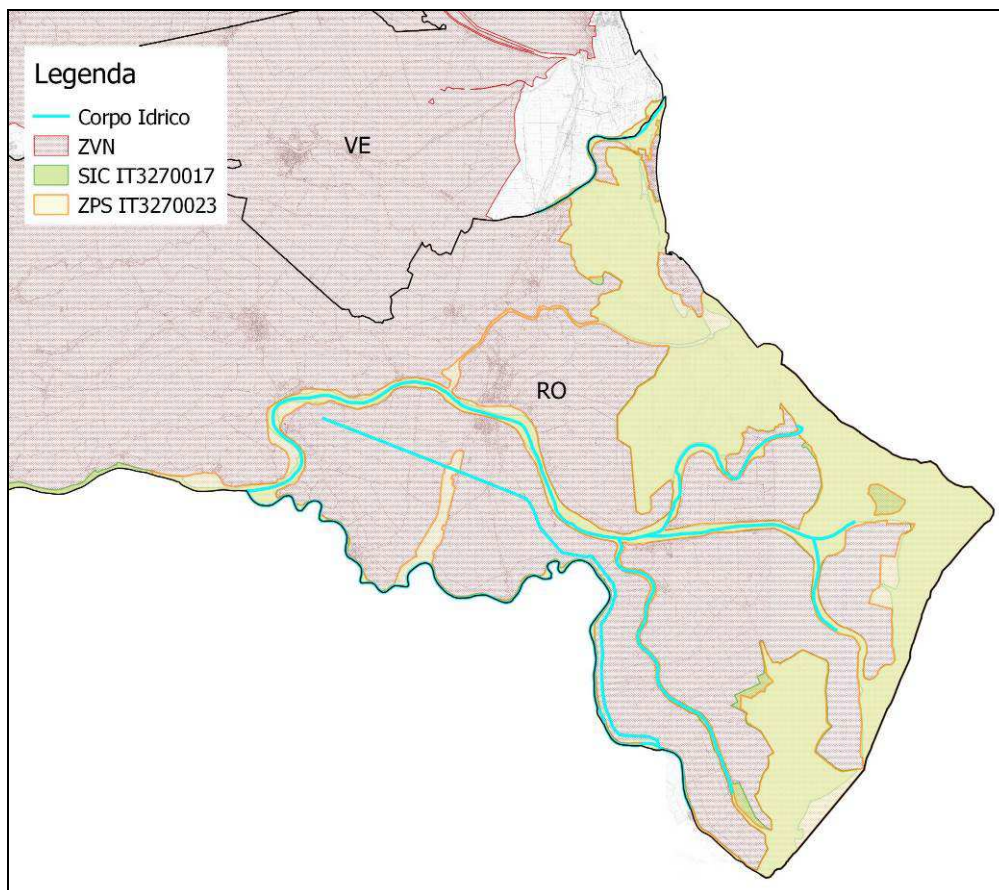 Legenda
Corpo Idrico
ZVN
SIC IT3270017
ZPS IT3270023
VE
RO